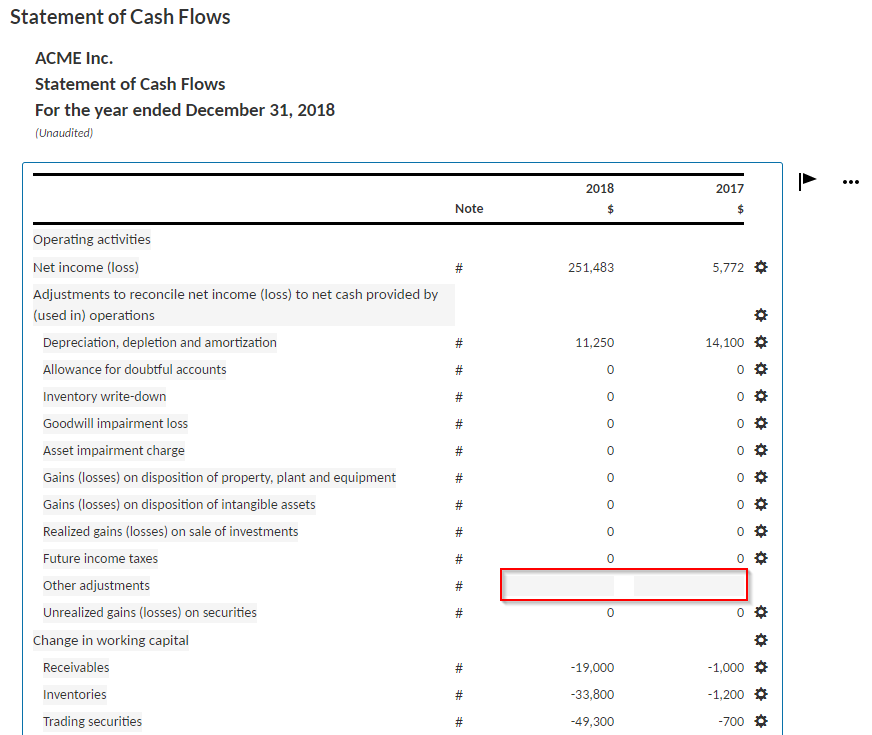 Statement of Cash Flows
ACME Inc.
Statement of Cash Flows
For the year ended December 31, 2018
(Unaudited)
2018 2017
Note $ $
Operating activities
Net income (loss) # 251,483 5,772
Adjustments to reconcile net income (loss) to net cash provided by
(used in) operations
Depreciation, depletion and amortization # 11,250 14,100
Allowance for doubtful accounts # 0 0
Inventory write-down # 0 0
Goodwill impairment loss # 0 0
Asset impairment charge # 0 0
Gains (losses) on disposition of property, plant and equipment # 0 0
Gains (losses) on disposition of intangible assets # 0 0
Realized gains (losses) on sale of investments # 0 0
Future income taxes # 0 0
Other adjustments #
Unrealized gains (losses) on securities # 0 0
Change in working capital
Receivables # -19,000 -1,000
Inventories # -33,800 -1,200
Trading securities # -49,300 -700